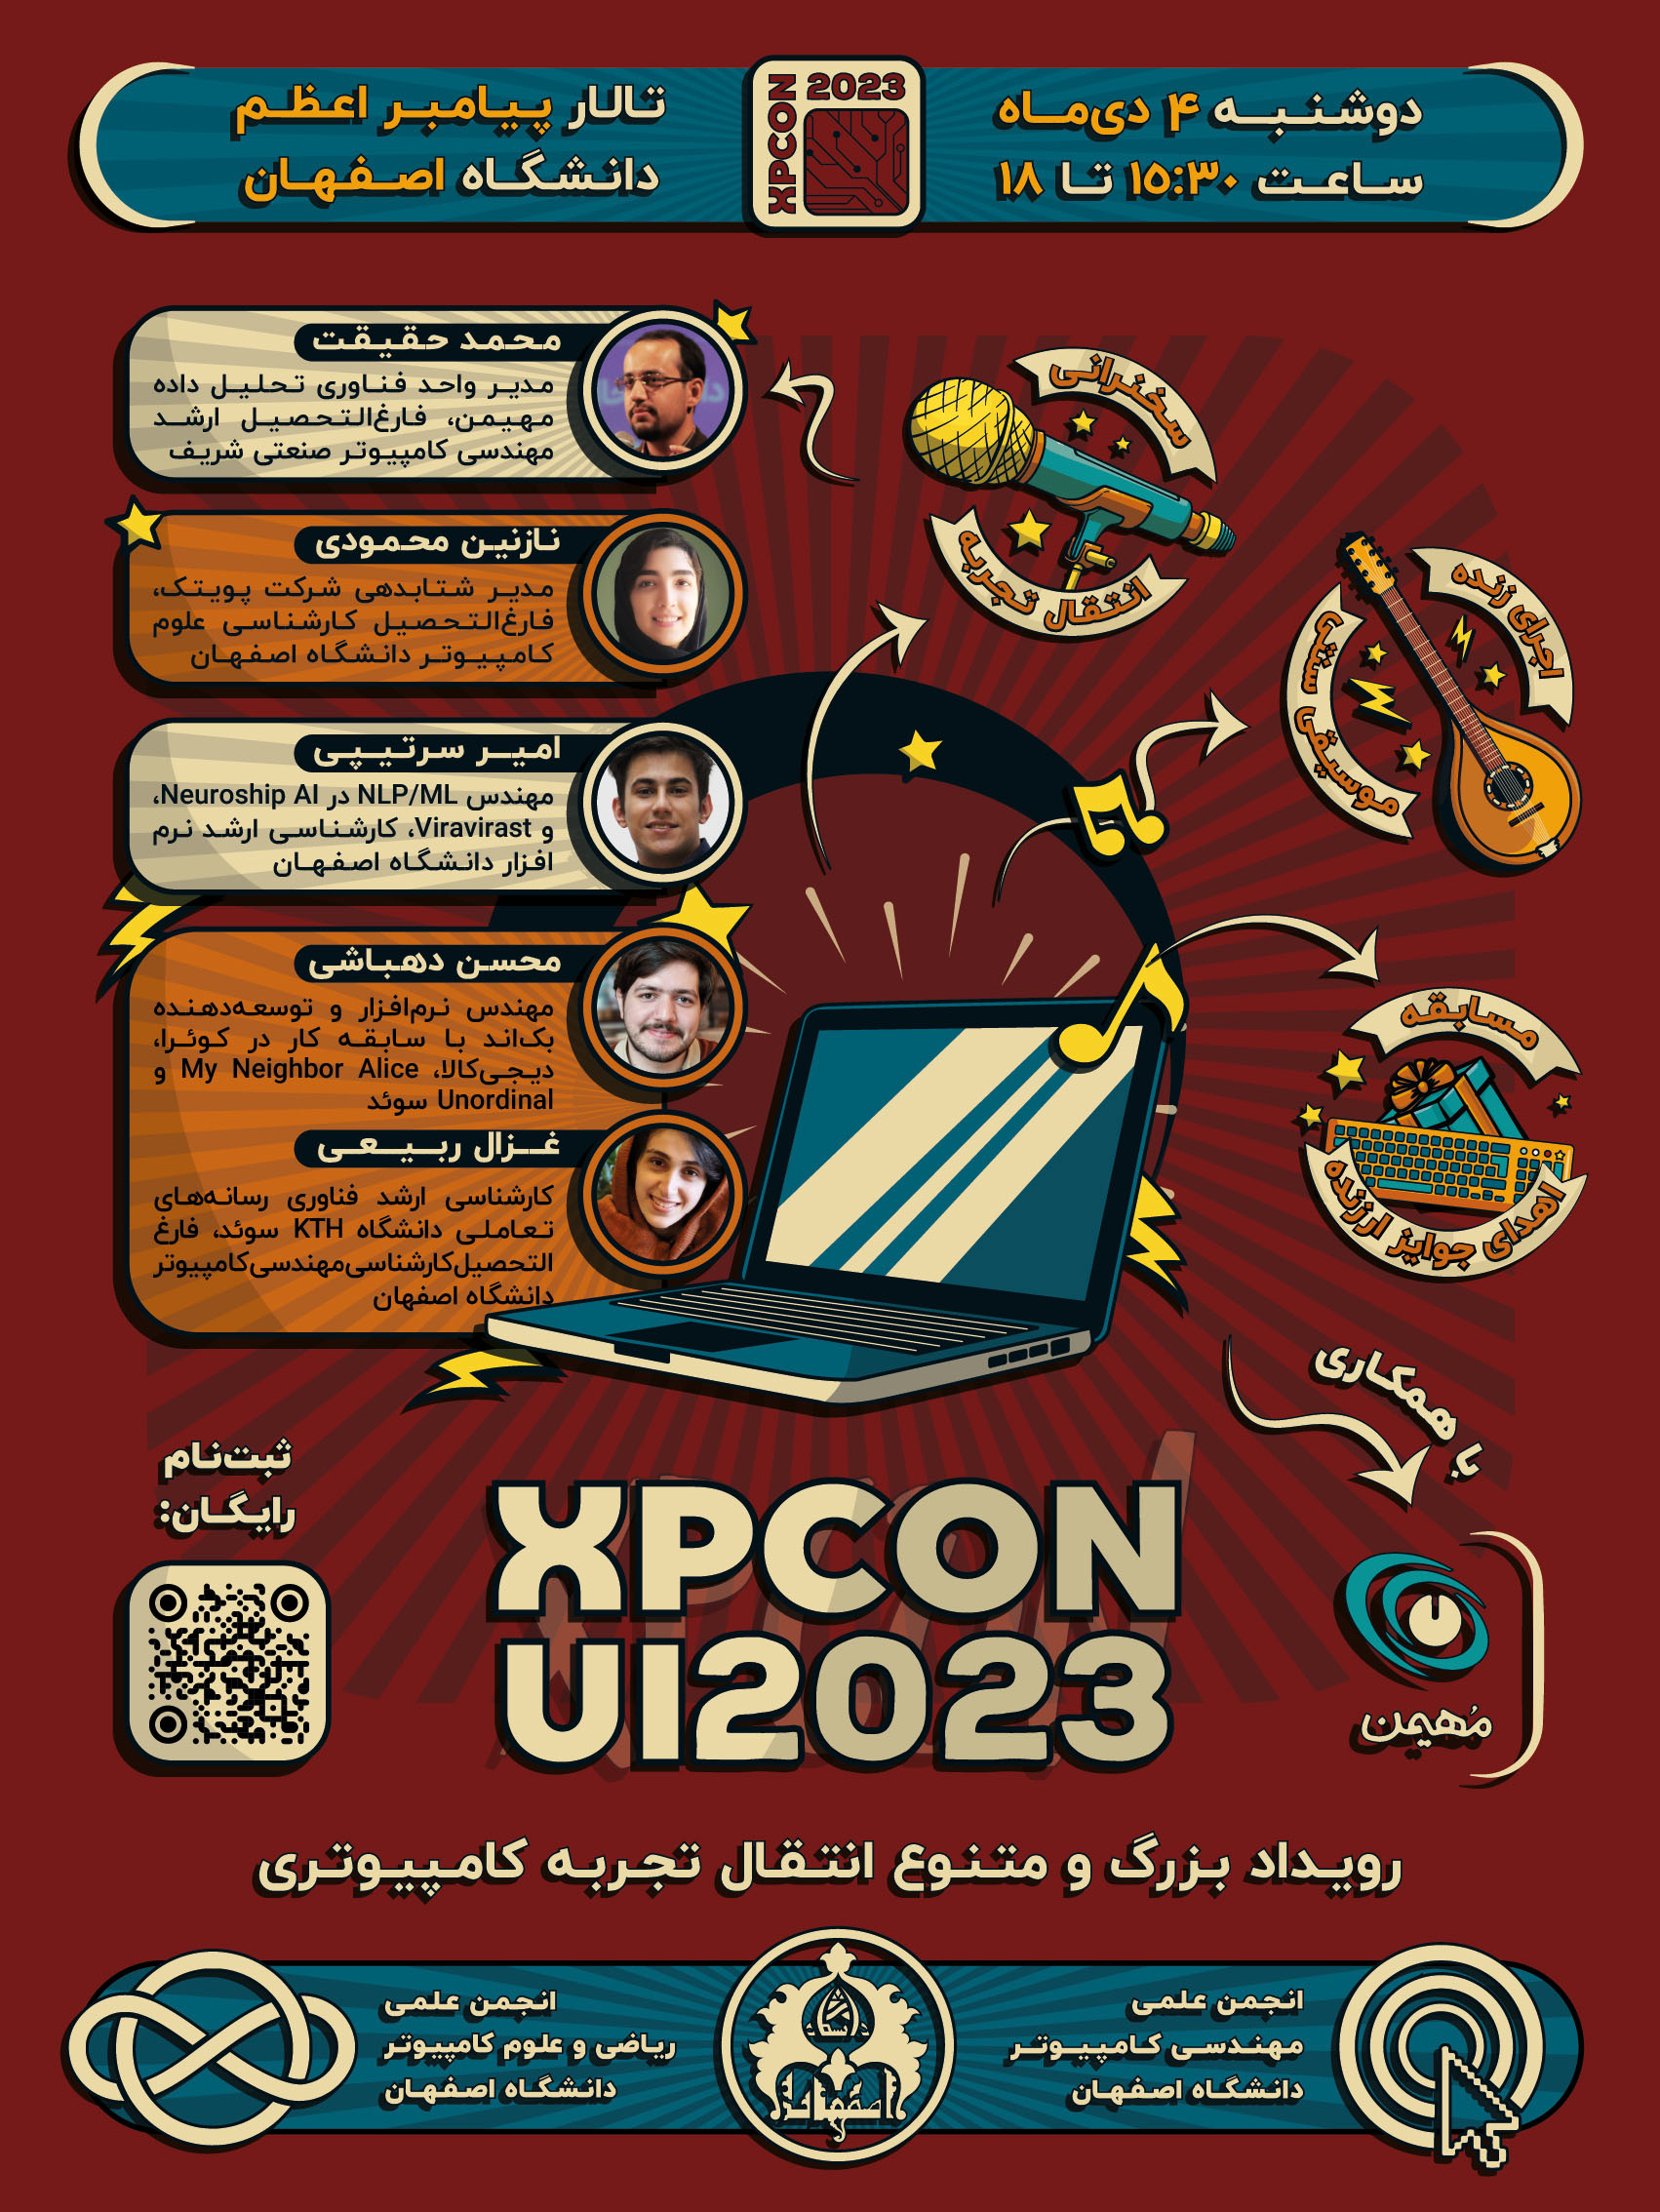 دوشنبه ۴ دی‌ماه
ساعت ۱۵:۳۰ تا ۱۸
XPCON 2023
تالار پیامبر اعظم
دانشگاه اصفهان
سخنرانی
انتقال تجربه
اجرای زنده
موسیقی سنتی
مسابقه
اهدای جوایز ارزنده
محمد حقیقت
مدیر واحد فناوری تحلیل داده
مهیمن، فارغ‌التحصیل ارشد
مهندسی کامپیوتر صنعتی شریف
نازنین محمودی
مدیر شتابدهی شرکت پویتک،
فارغ‌التحصیل کارشناسی علوم
کامپیوتر دانشگاه اصفهان
امیر سرتیپی
مهندس NLP/ML در Neuroship AI،
و Viravirast، کارشناسی ارشد نرم
افزار دانشگاه اصفهان
محسن دهباشی
مهندس نرم‌افزار و توسعه‌دهنده
بک‌اند با سابقه کار در کوئرا،
دیجی‌کالا، My Neighbor Alice و
Unordinal سوئد
غزال ربیعی
کارشناسی ارشد فناوری رسانه‌های
تعاملی دانشگاه KTH سوئد، فارغ
التحصیل کارشناسی مهندسی کامپیوتر
دانشگاه اصفهان
با همکاری
مُهیمن
ثبت‌نام
رایگان:
XPCON
UI2023
رویداد بزرگ و متنوع انتقال تجربه کامپیوتری
انجمن علمی
مهندسی کامپیوتر
دانشگاه اصفهان
دانشگاه اصفهان
انجمن علمی
ریاضی و علوم کامپیوتر
دانشگاه اصفهان